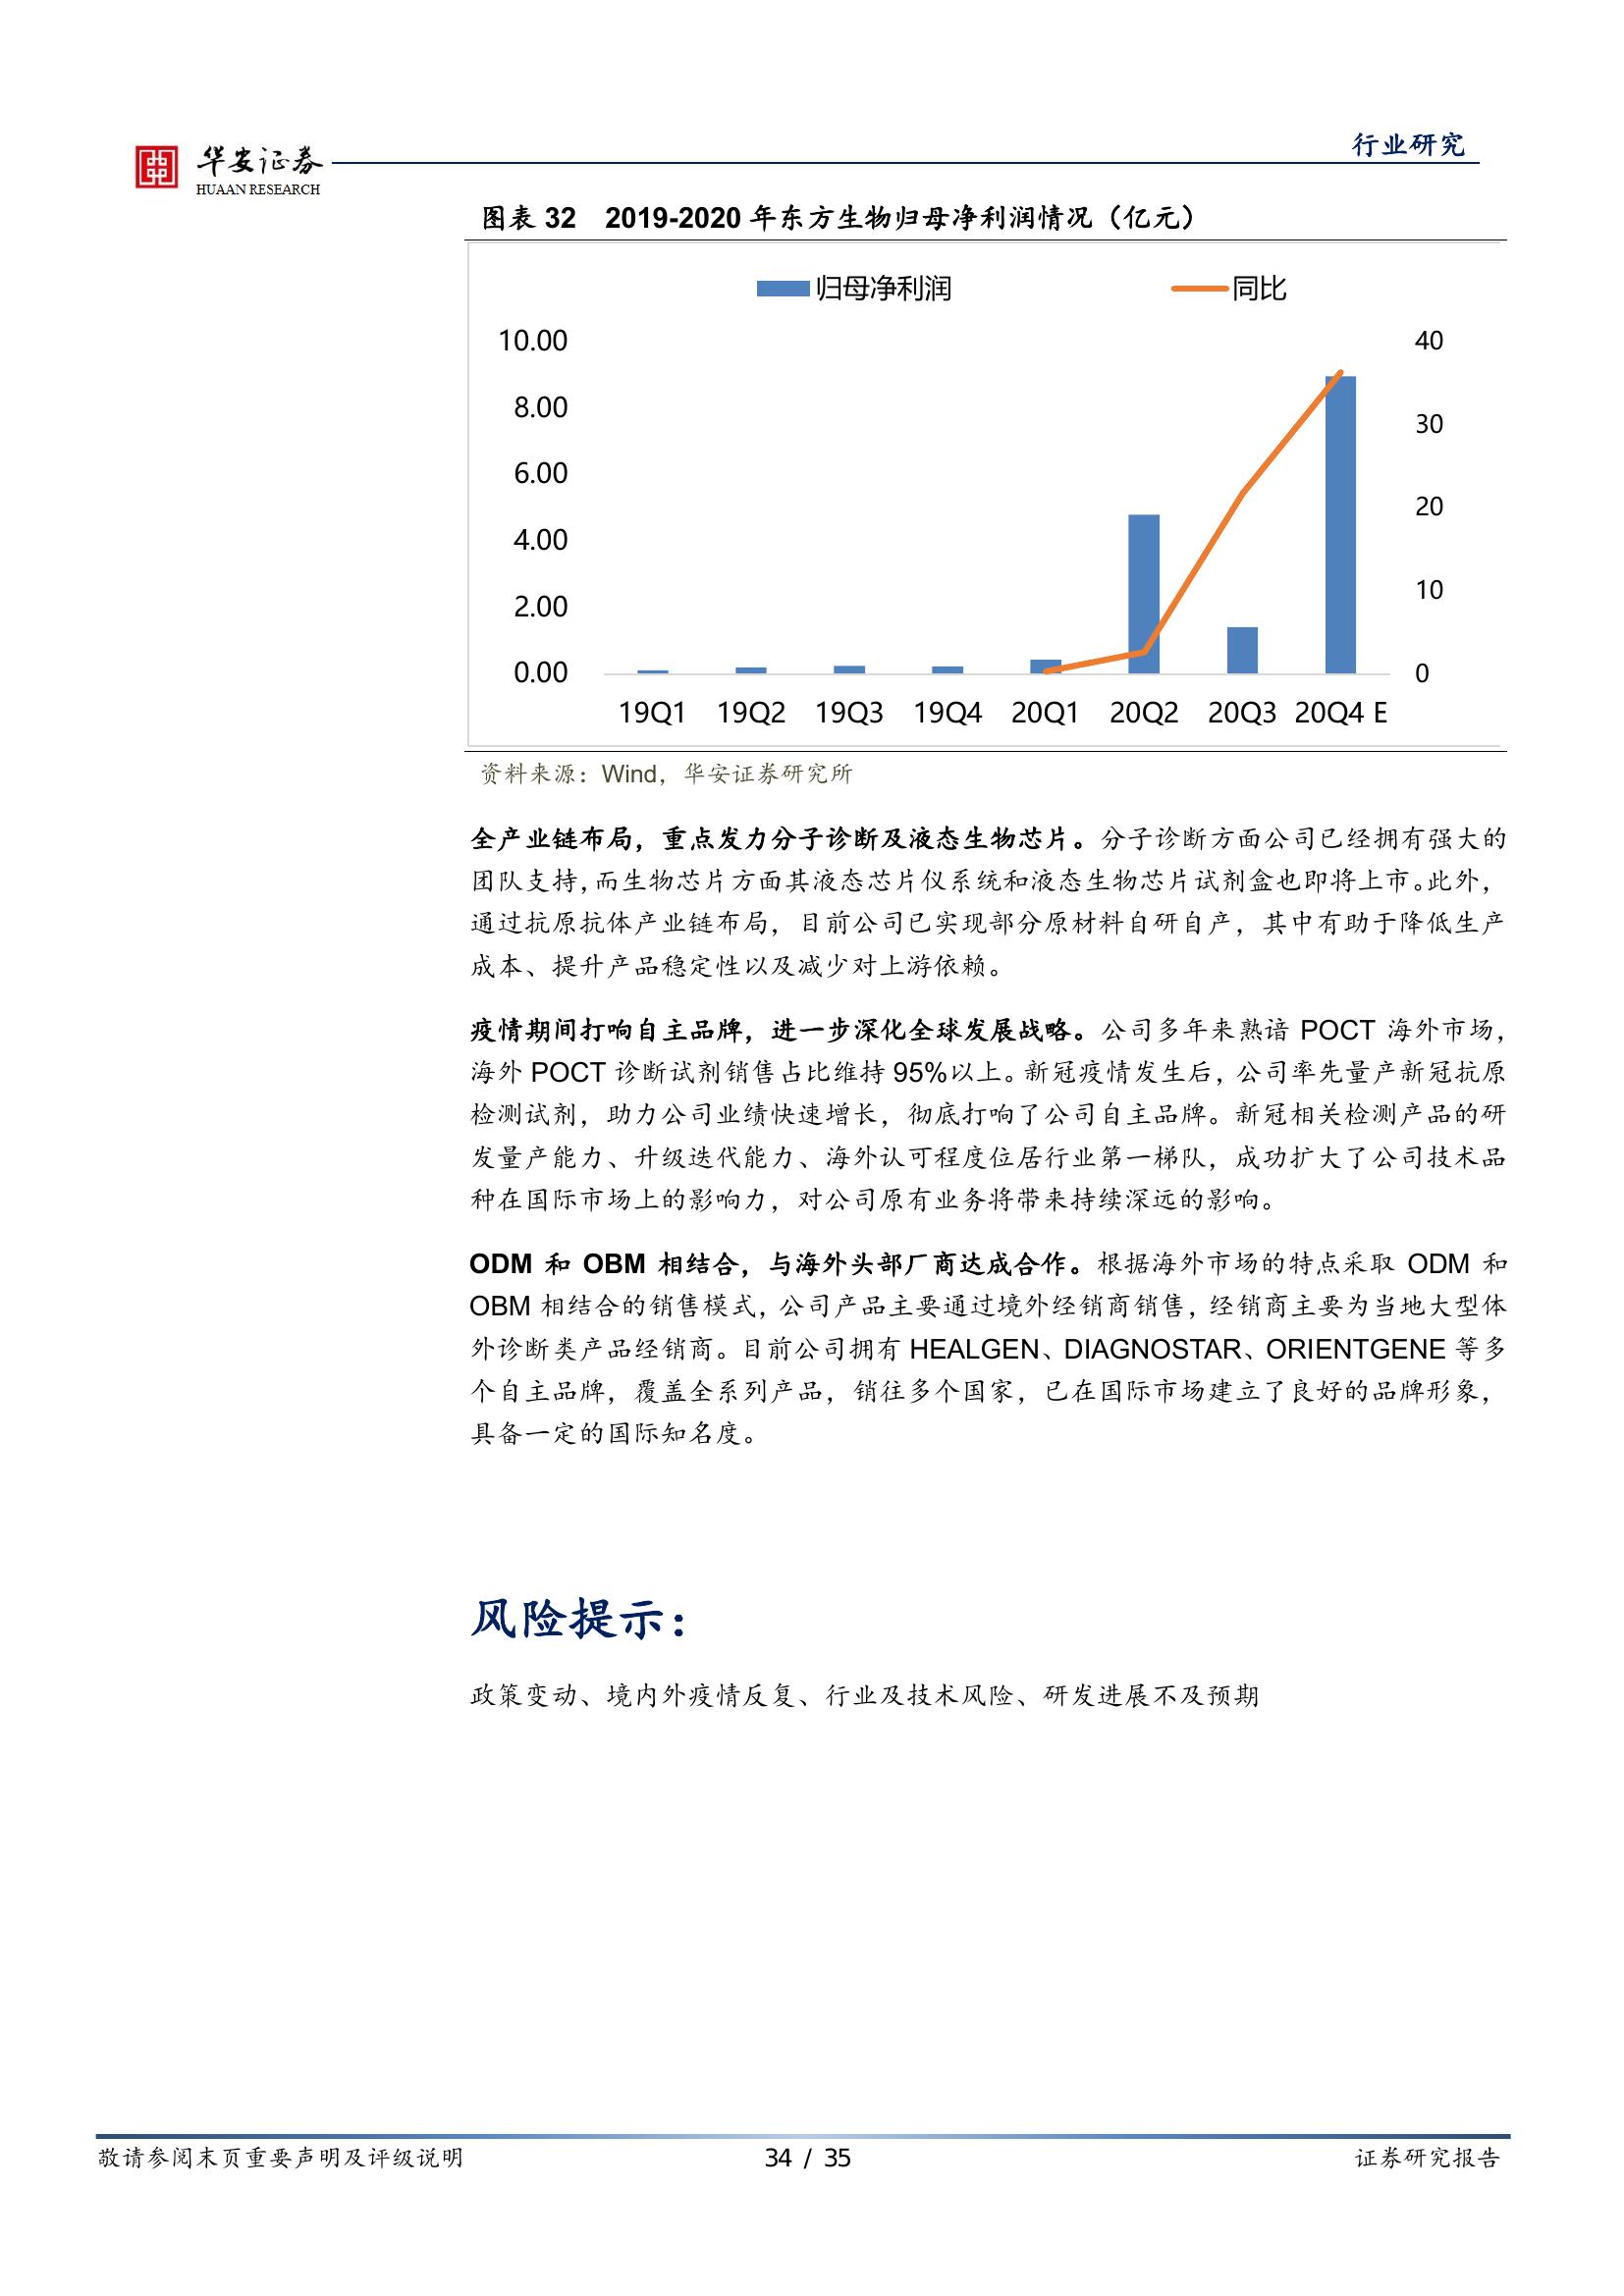 华安证券
HUAAN RESEARCH
行业研究
图表 32 2019-2020 年东方生物归母净利润情况（亿元）
归母净利润 同比
10.00
8.00
6.00
4.00
2.00
0.00
40
30
20
10
0
19Q1 19Q2 19Q3 19Q4 20Q1 20Q2 20Q3 20Q4 E
资料来源：Wind，华安证券研究所
全产业链布局，重点发力分子诊断及液态生物芯片。分子诊断方面公司已经拥有强大的
团队支持，而生物芯片方面其液态芯片仪系统和液态生物芯片试剂盒也即将上市。此外，
通过抗原抗体产业链布局，目前公司已实现部分原材料自研自产，其中有助于降低生产
成本、提升产品稳定性以及减少对上游依赖。
疫情期间打响自主品牌，进一步深化全球发展战略。公司多年来熟谙 POCT 海外市场，
海外 POCT 诊断试剂销售占比维持 95%以上。新冠疫情发生后，公司率先量产新冠抗原
检测试剂，助力公司业绩快速增长，彻底打响了公司自主品牌。新冠相关检测产品的研
发量产能力、升级迭代能力、海外认可程度位居行业第一梯队，成功扩大了公司技术品
种在国际市场上的影响力，对公司原有业务将带来持续深远的影响。
ODM 和 OBM 相结合，与海外头部厂商达成合作。根据海外市场的特点采取 ODM 和
OBM 相结合的销售模式，公司产品主要通过境外经销商销售，经销商主要为当地大型体
外诊断类产品经销商。目前公司拥有 HEALGEN、DIAGNOSTAR、ORIENTGENE 等多
个自主品牌，覆盖全系列产品，销往多个国家，已在国际市场建立了良好的品牌形象，
具备一定的国际知名度。
风险提示：
政策变动、境内外疫情反复、行业及技术风险、研发进展不及预期
敬请参阅末页重要声明及评级说明 34 / 35 证券研究报告